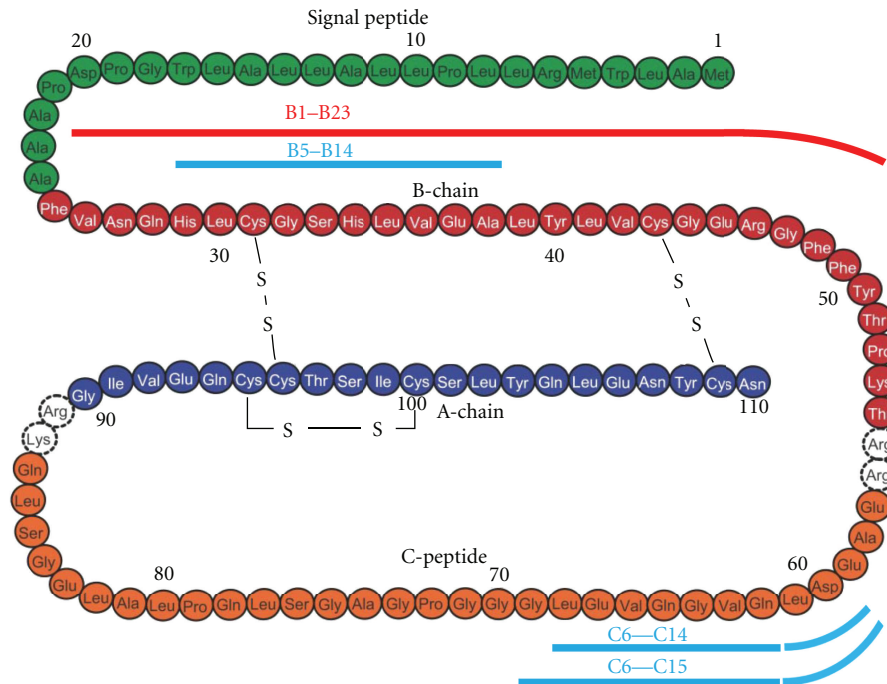 Signal peptide
20 10 1
Pro Asp Pro Gly Trp Leu Ala Leu Leu Ala Leu Leu Pro Leu Leu Arg Met Trp Leu Ala Met
Ala
Ala
Ala
B1–B23
B5–B14
B-chain
Phe Val Asn Gln His Leu Cys Gly Ser His Leu Val Glu Ala Leu Tyr Leu Val Cys Gly Glu Arg Gly Phe Phe
30 40 50
Tyr
Thr
Pro
Lys
Thr
S S
S S
Gly Ile Val Glu Gln Cys Cys Thr Ser Ile Cys Ser Leu Tyr Gln Leu Glu Asn Tyr Cys Asn
90 100 110
A-chain
S S
Arg
Lys
Arg
Arg
Gln
Leu
Ser
Gly
Glu
Ala
Glu
C-peptide
80 70 60
Glu Leu Ala Leu Pro Gln Leu Ser Gly Ala Gly Pro Gly Gly Gly Leu Glu Val Gln Gly Val Gln Leu Asp Glu
C6—C14
C6—C15